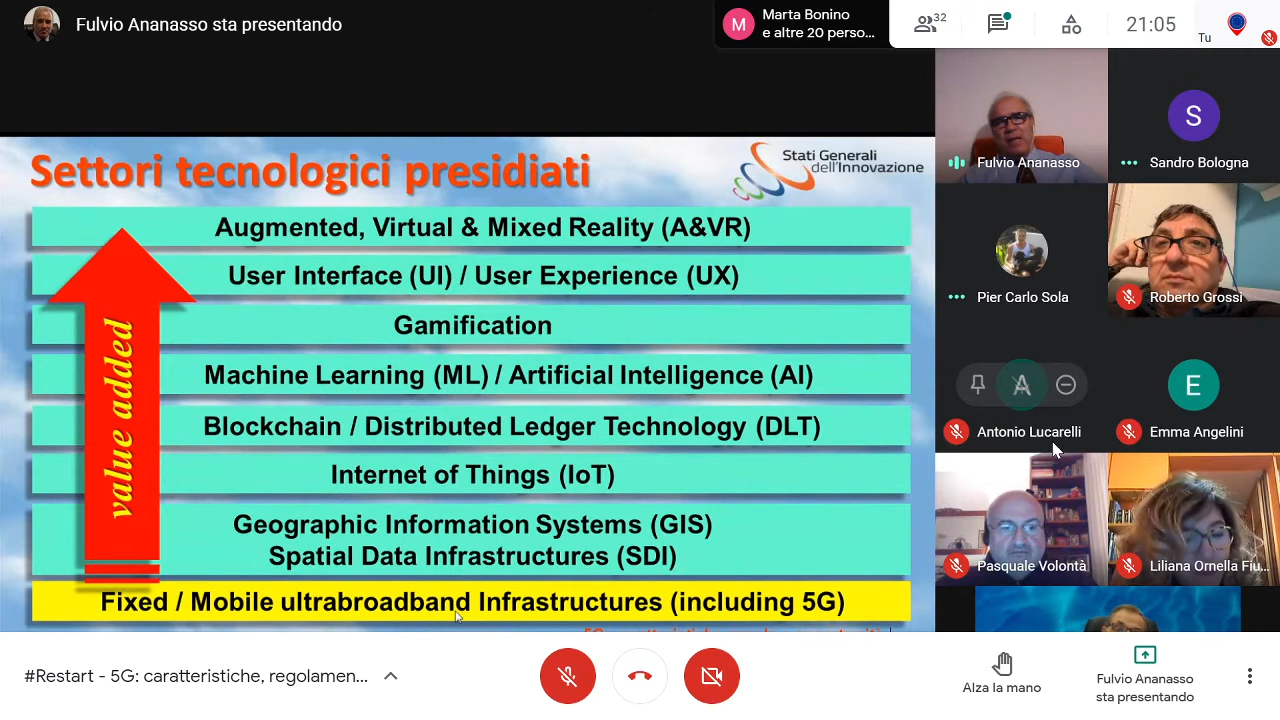 Fulvio Ananasso sta presentando
M
Marta Bonino
e altre 20 perso...
32
21:05
Tu
Settori tecnologici presidiati
Stati Generali
dell'Innovazione
Augmented, Virtual & Mixed Reality (A&VR)
User Interface (UI) / User Experience (UX)
Gamification
Machine Learning (ML) / Artificial Intelligence (AI)
Blockchain / Distributed Ledger Technology (DLT)
Internet of Things (IoT)
Geographic Information Systems (GIS)
Spatial Data Infrastructures (SDI)
Fixed / Mobile ultrabroadband Infrastructures (including 5G)
value added
Fulvio Ananasso
S
Sandro Bologna
Pier Carlo Sola
Roberto Grossi
A
Antonio Lucarelli
E
Emma Angelini
Pasquale Volontà
Liliana Ornella Fiu...
#Restart - 5G: caratteristiche, regolamen...
Alza la mano
Fulvio Ananasso
sta presentando